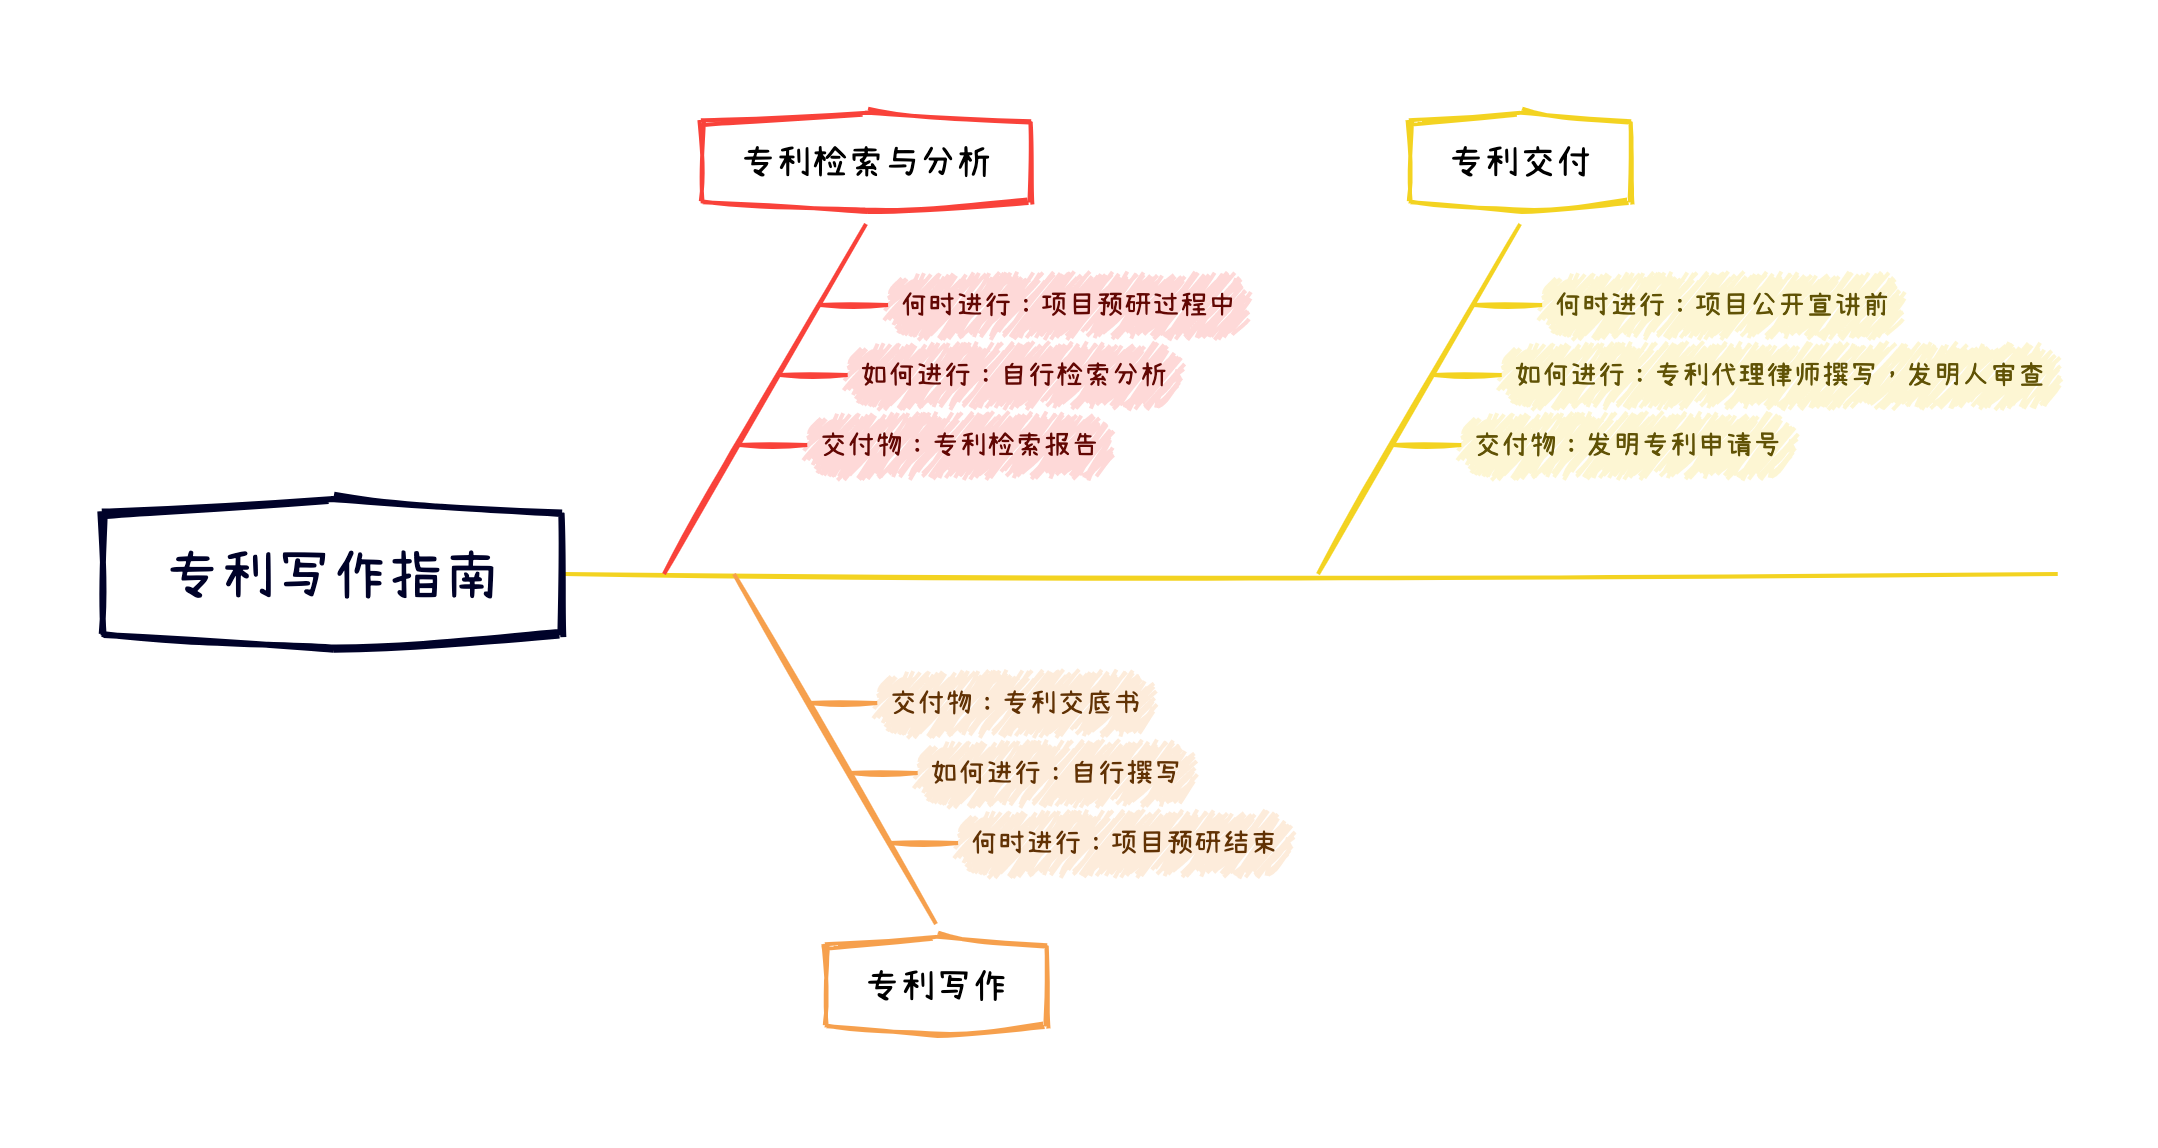 专利写作指南
专利检索与分析
何时进行：项目预研过程中
如何进行：自行检索分析
交付物：专利检索报告
专利写作
交付物：专利交底书
如何进行：自行撰写
何时进行：项目预研结束
专利交付
何时进行：项目公开宣讲前
如何进行：专利代理律师撰写，发明人审查
交付物：发明专利申请号